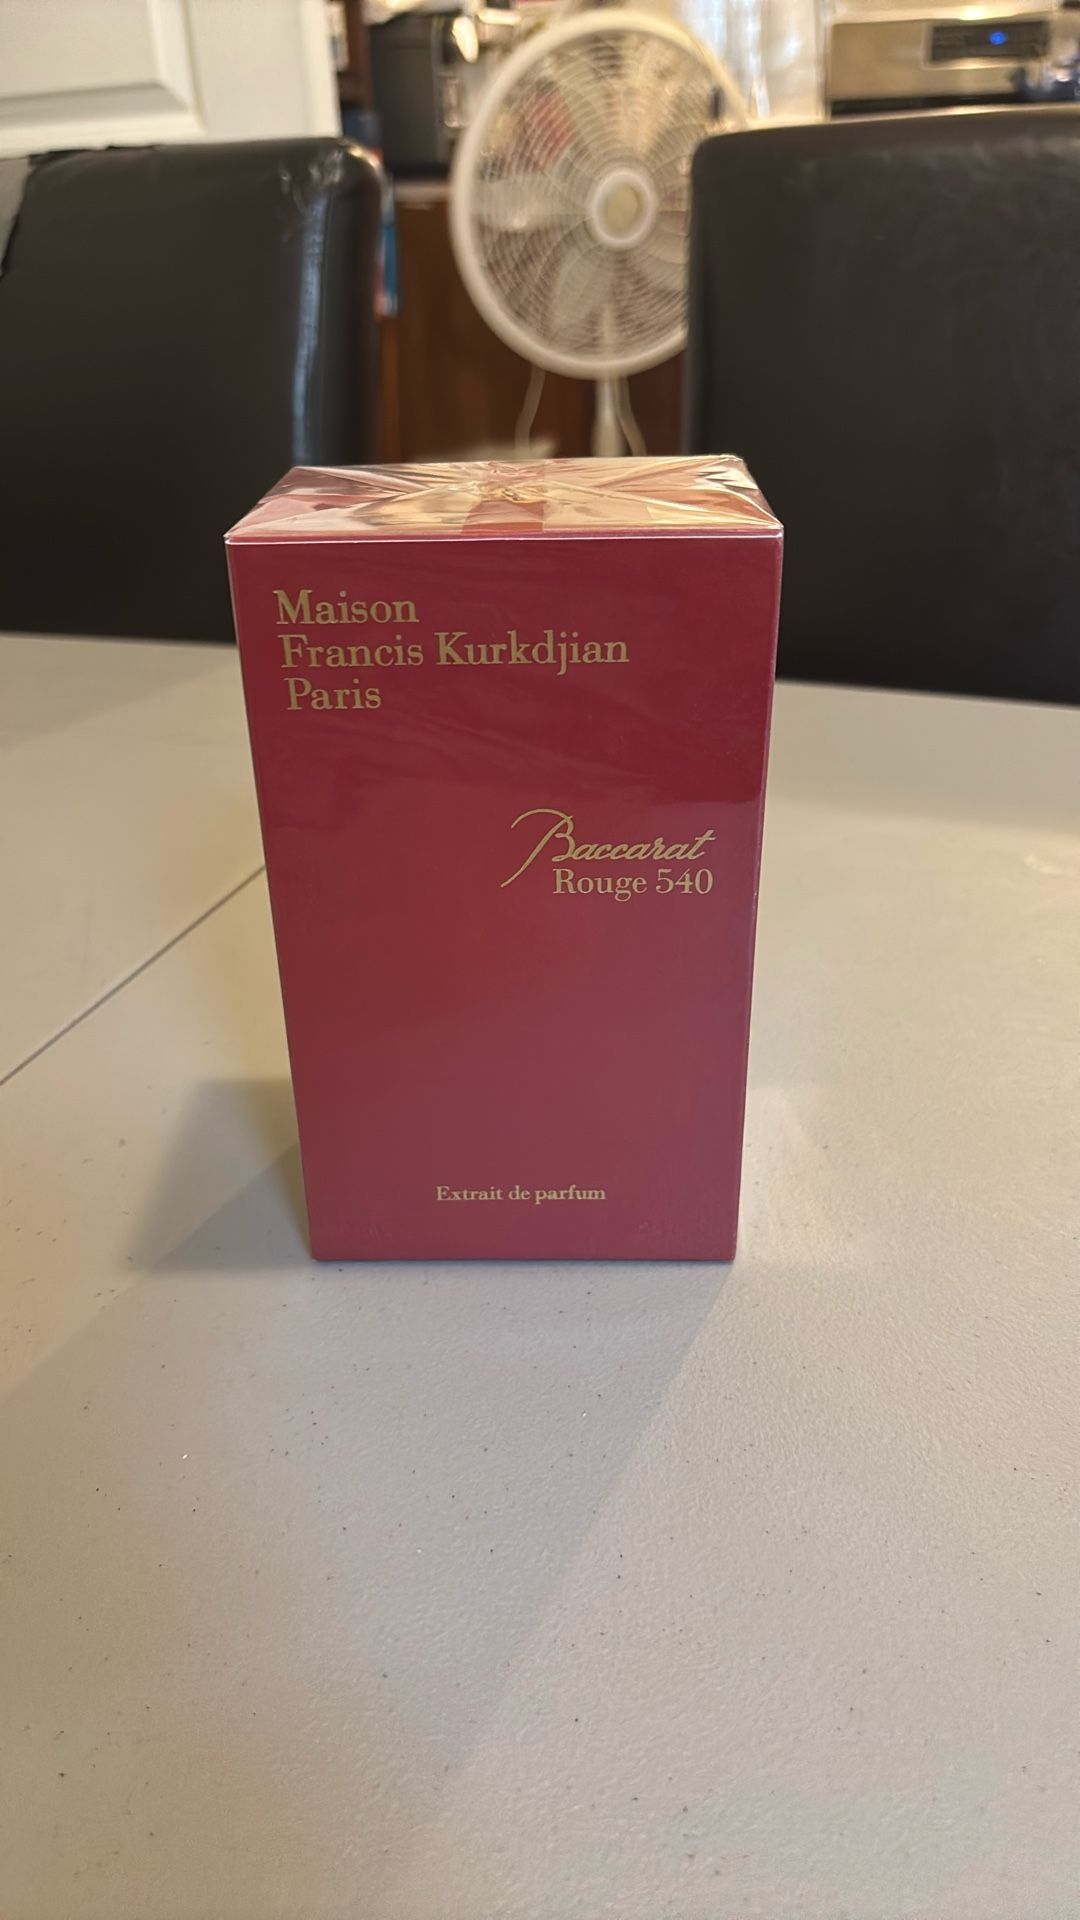 Maison
Francis Kurkdjian
Paris
Baccarat
Rouge 540
Extrait de parfum